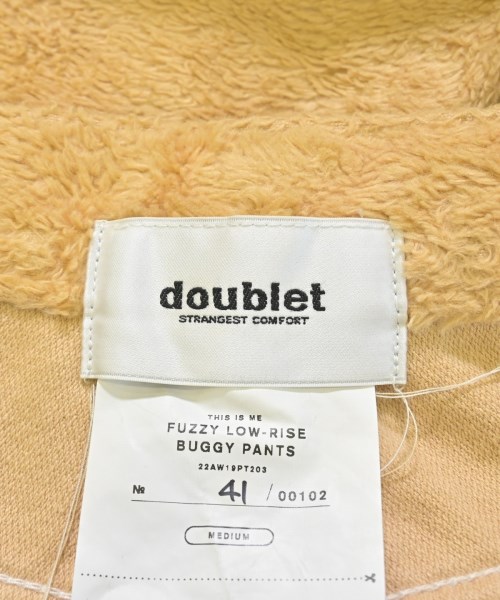 doublet
STRANGEST COMFORT
THIS IS ME
FUZZY LOW-RISE
BUGGY PANTS
22AW19PT203
№ 41 / 00102
MEDIUM